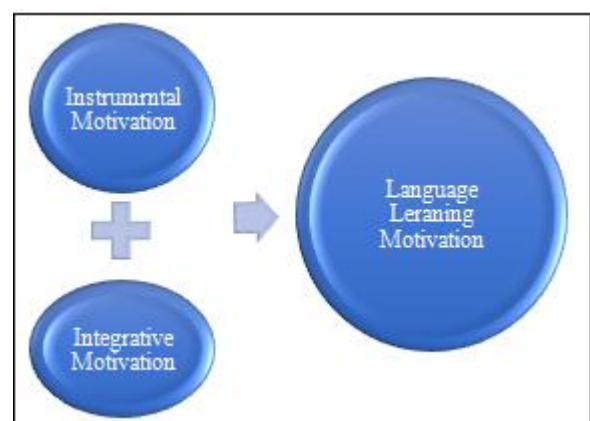 Instrumrntal
Motivation
Integrative
Motivation
Language
Leraning
Motivation